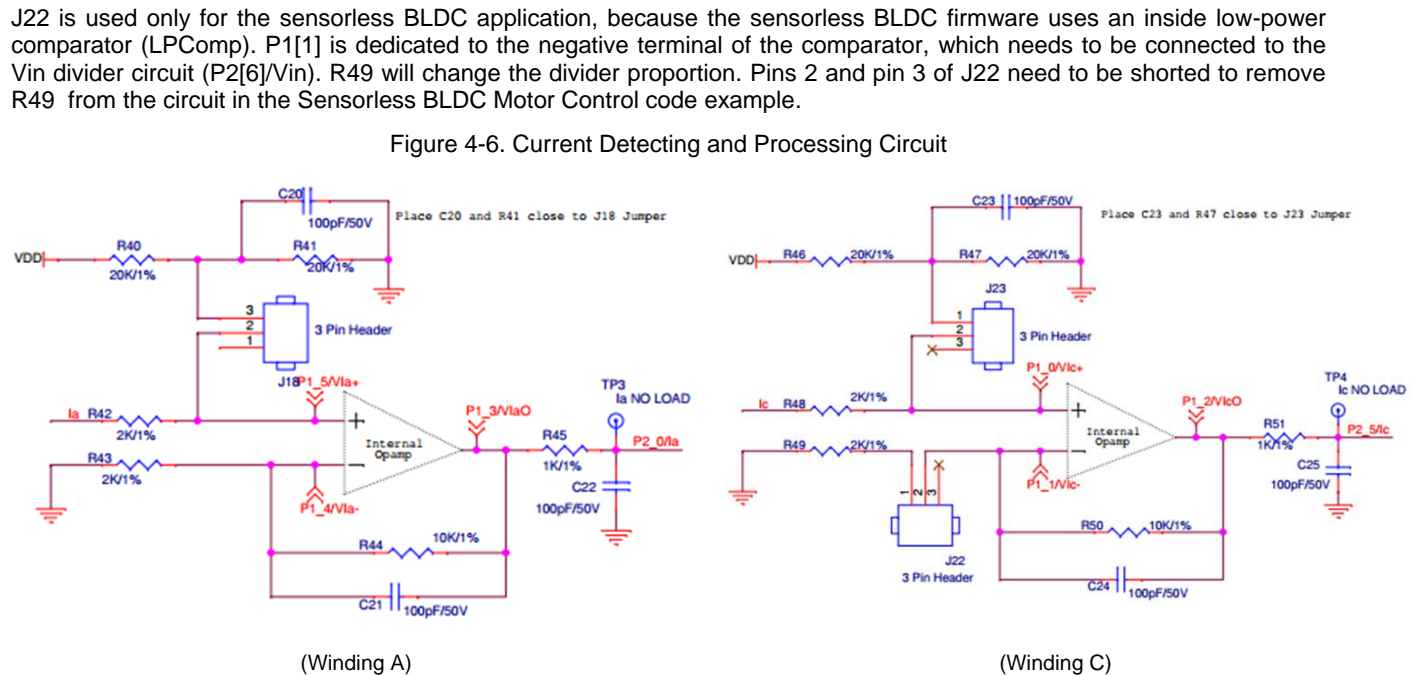 J22 is used only for the sensorless BLDC application, because the sensorless BLDC firmware uses an inside low-power
comparator (LPComp). P1[1] is dedicated to the negative terminal of the comparator, which needs to be connected to the
Vin divider circuit (P2[6]/Vin). R49 will change the divider proportion. Pins 2 and pin 3 of J22 need to be shorted to remove
R49 from the circuit in the Sensorless BLDC Motor Control code example.
Figure 4-6. Current Detecting and Processing Circuit
C20
100pF/50V
Place C20 and R41 close to J18 Jumper
VDD
R40
20K/1%
R41
20K/1%
3
2
1
3 Pin Header
J18
P1_5/VIa+
Ia
R42
2K/1%
R43
2K/1%
+
Internal
Opamp
-
P1_4/VIa-
P1_3/VIaO
R45
1K/1%
TP3
Ia NO LOAD
P2_0/Ia
C22
100pF/50V
R44
10K/1%
C21
100pF/50V
(Winding A)
C23
100pF/50V
Place C23 and R47 close to J23 Jumper
VDD
R46
20K/1%
R47
20K/1%
J23
1
2
3
3 Pin Header
P1_0/VIc+
Ic
R48
2K/1%
R49
2K/1%
+
Internal
Opamp
-
P1_1/VIc-
P1_2/VIcO
R51
1K/1%
TP4
Ic NO LOAD
P2_5/Ic
C25
100pF/50V
1
2
3
J22
3 Pin Header
R50
10K/1%
C24
100pF/50V
(Winding C)